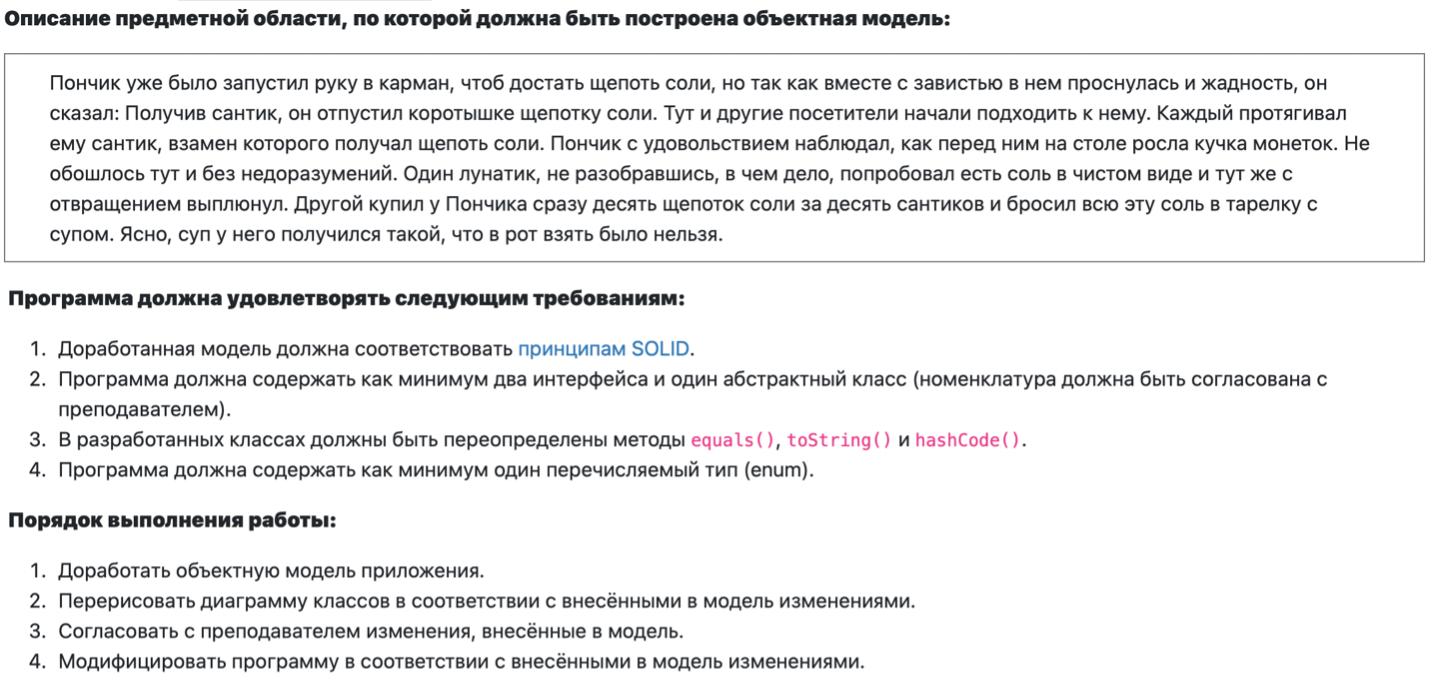 Описание предметной области, по которой должна быть построена объектная модель:
Пончик уже было запустил руку в карман, чтоб достать щепоть соли, но так как вместе с завистью в нем проснулась и жадность, он
сказал: Получив сантик, он отпустил коротышке щепотку соли. Тут и другие посетители начали подходить к нему. Каждый протягивал
ему сантик, взамен которого получал щепоть соли. Пончик с удовольствием наблюдал, как перед ним на столе росла кучка монеток. Не
обошлось тут и без недоразумений. Один лунатик, не разобравшись, в чем дело, попробовал есть соль в чистом виде и тут же с
отвращением выплюнул. Другой купил у Пончика сразу десять щепоток соли за десять сантиков и бросил всю эту соль в тарелку с
супом. Ясно, суп у него получился такой, что в рот взять было нельзя.
Программа должна удовлетворять следующим требованиям:
1. Доработанная модель должна соответствовать принципам SOLID.
2. Программа должна содержать как минимум два интерфейса и один абстрактный класс (номенклатура должна быть согласована с
преподавателем).
3. В разработанных классах должны быть переопределены методы equals(), toString() и hashCode().
4. Программа должна содержать как минимум один перечисляемый тип (enum).
Порядок выполнения работы:
1. Доработать объектную модель приложения.
2. Перерисовать диаграмму классов в соответствии с внесёнными в модель изменениями.
3. Согласовать с преподавателем изменения, внесённые в модель.
4. Модифицировать программу в соответствии с внесёнными в модель изменениями.